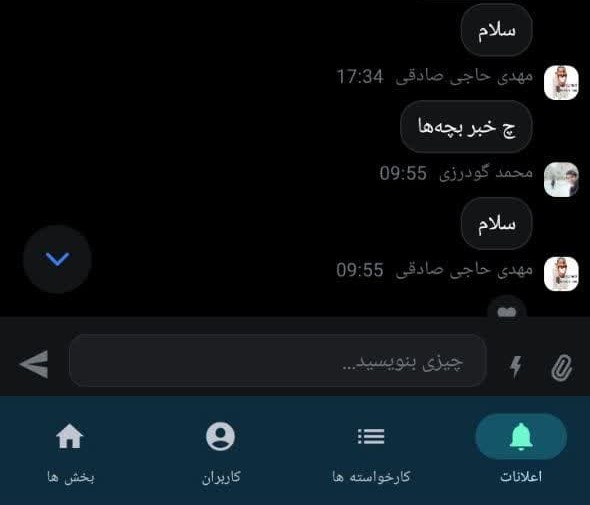 سلام
مهدی حاجی صادقی 17:34
چ خبر بچه‌ها
محمد گودرزی 09:55
سلام
مهدی حاجی صادقی 09:55
چیزی بنویسید...
اعلانات
کارخواسته ها
کاربران
بخش ها